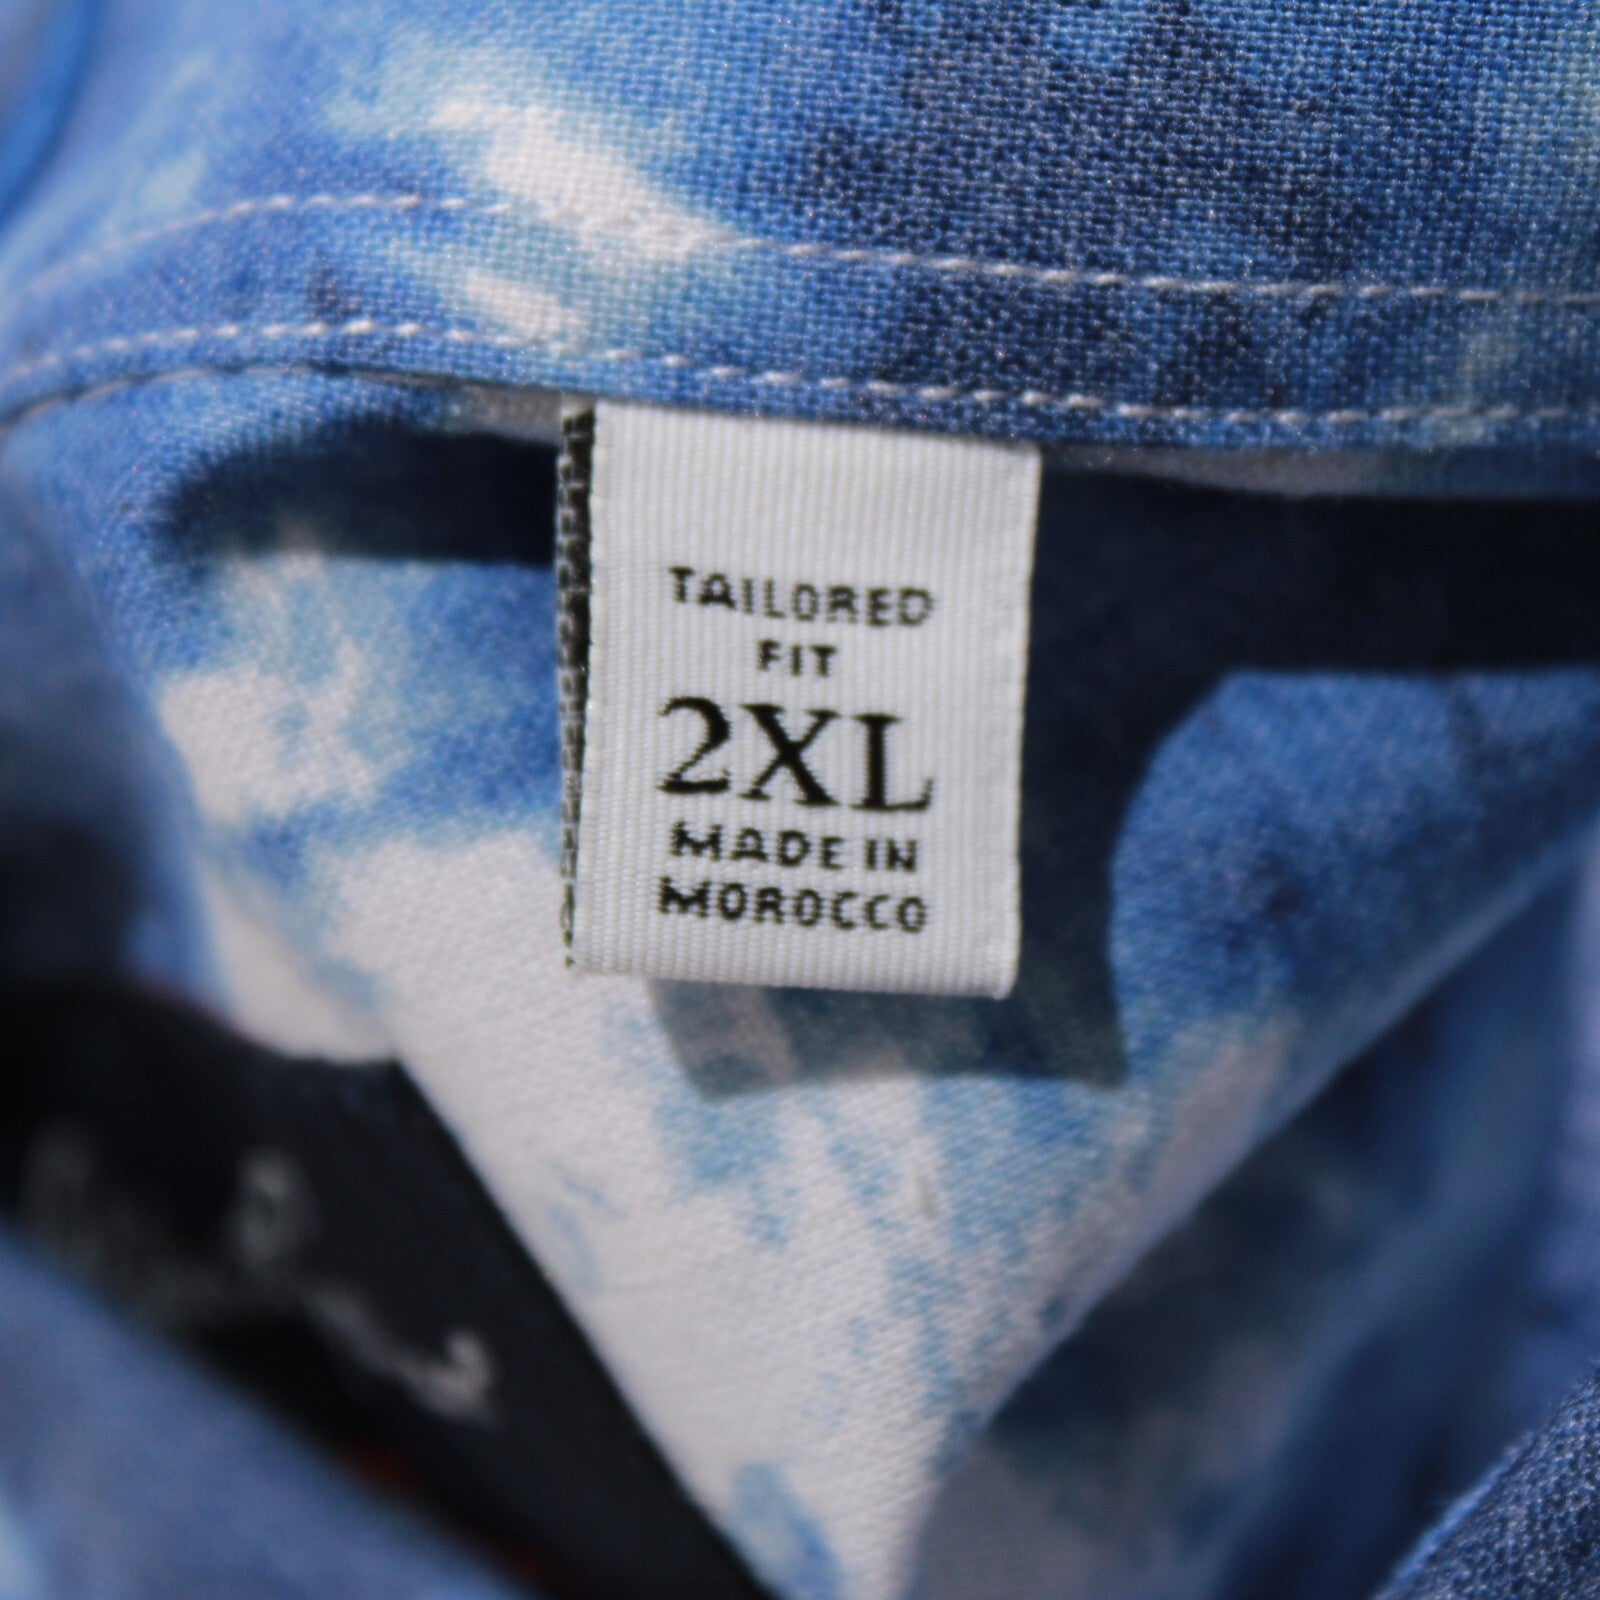 TAILORED
FIT
2XL
MADE IN
MOROCCO